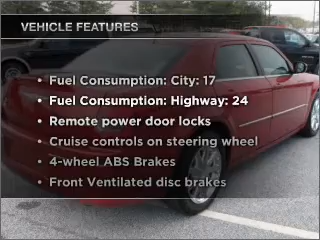 VEHICLE FEATURES
• Fuel Consumption: City: 17
• Fuel Consumption: Highway: 24
• Remote power door locks
• Cruise controls on steering wheel
• 4-wheel ABS Brakes
• Front Ventilated disc brakes